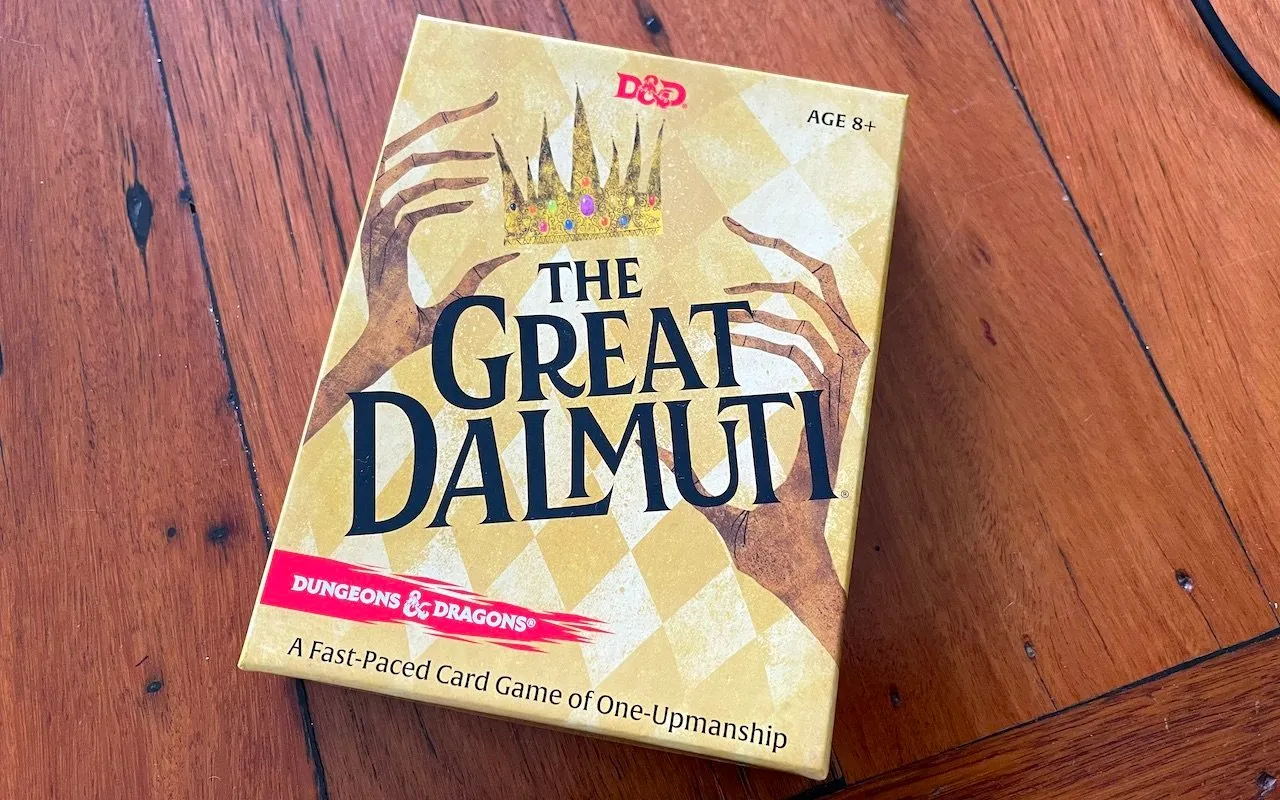 D&D
AGE 8+
THE
GREAT
DALMUTI®
DUNGEONS & DRAGONS®
A Fast-Paced Card Game of One-Upmanship